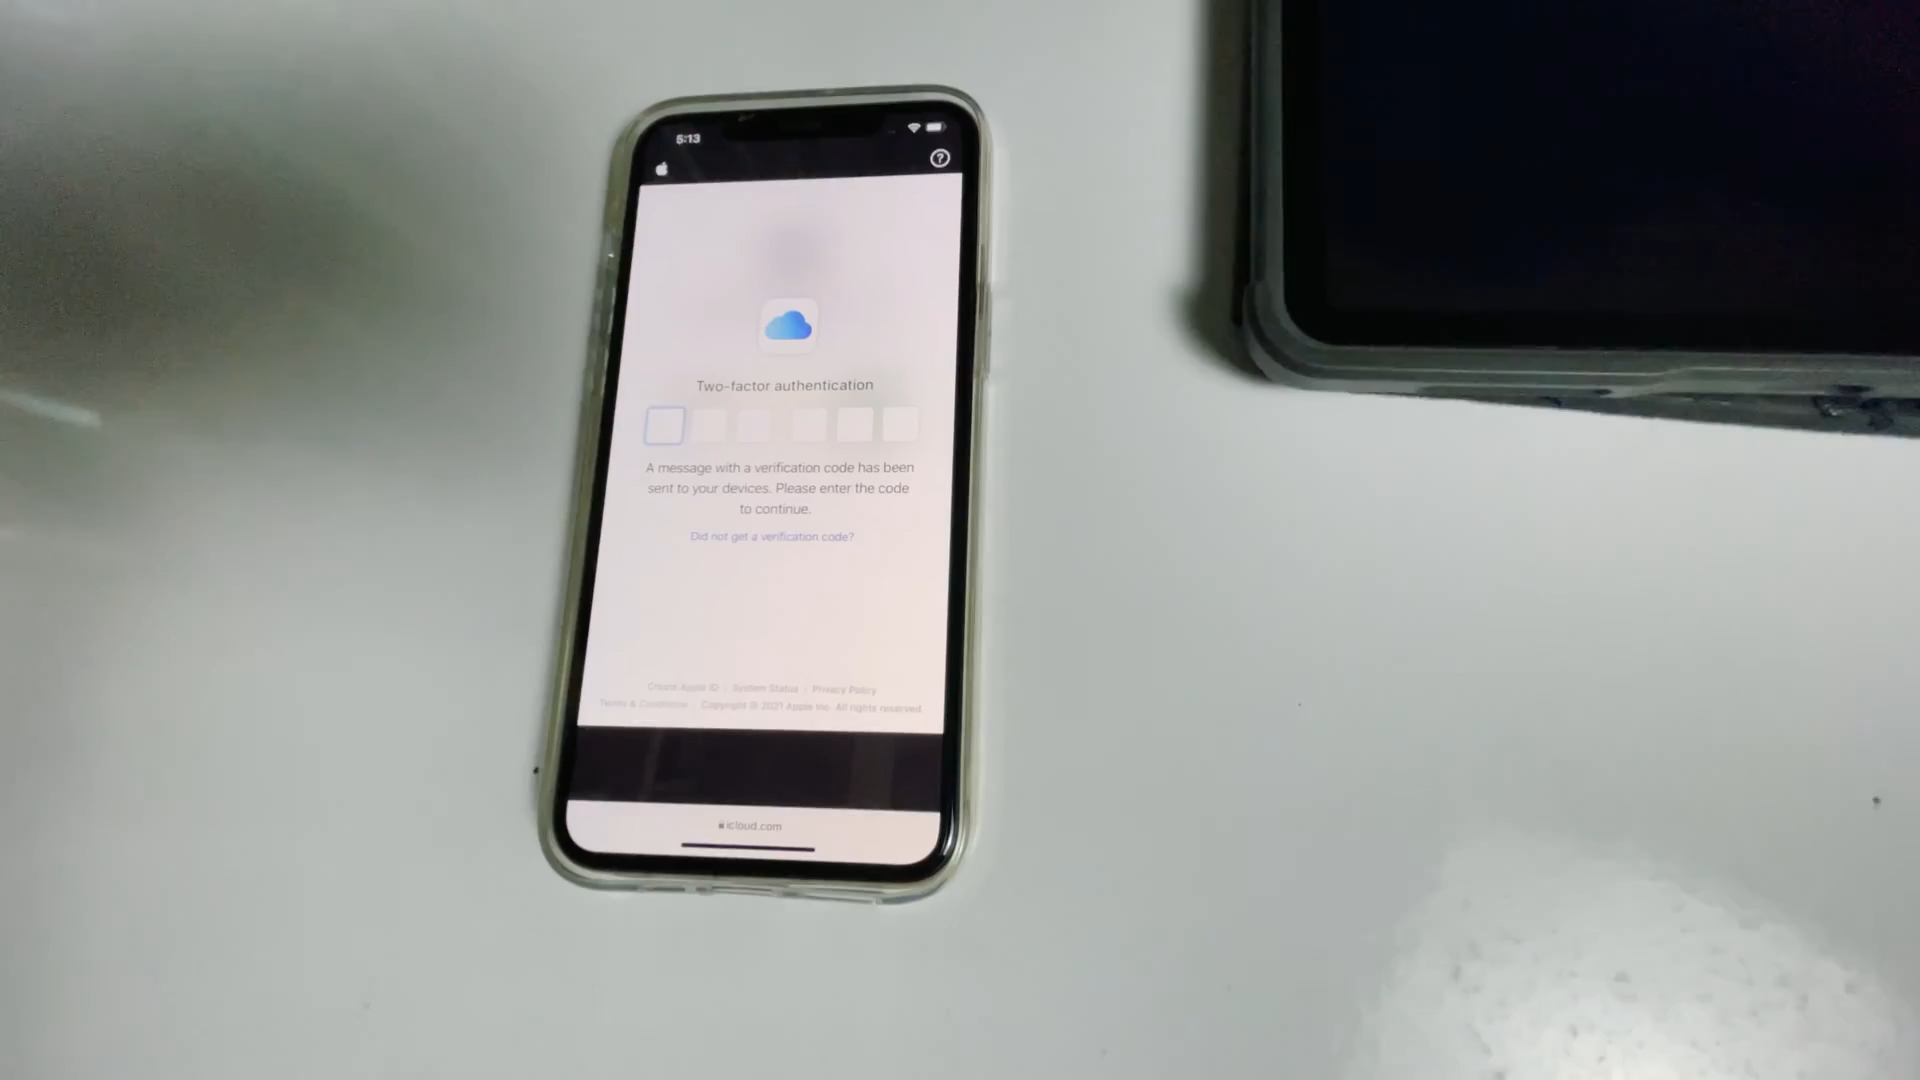 5:13
Two-factor authentication
A message with a verification code has been
sent to your devices. Please enter the code
to continue.
Did not get a verification code?
Create Apple ID | System Status | Privacy Policy
Terms & Conditions | Copyright © 2021 Apple Inc. All rights reserved.
icloud.com